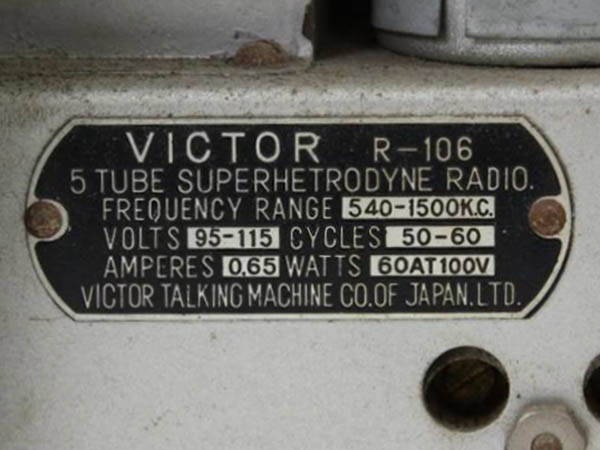 VICTOR R-106
5 TUBE SUPERHETRODYNE RADIO.
FREQUENCY RANGE 540-1500K.C.
VOLTS 95-115 CYCLES 50-60
AMPERES 0.65 WATTS 60AT100V
VICTOR TALKING MACHINE CO.OF JAPAN.LTD.